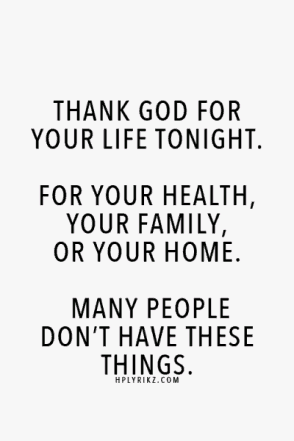 THANK GOD FOR
YOUR LIFE TONIGHT.
FOR YOUR HEALTH,
YOUR FAMILY,
OR YOUR HOME.
MANY PEOPLE
DON'T HAVE THESE
THINGS.
HPLYRIKZ.COM